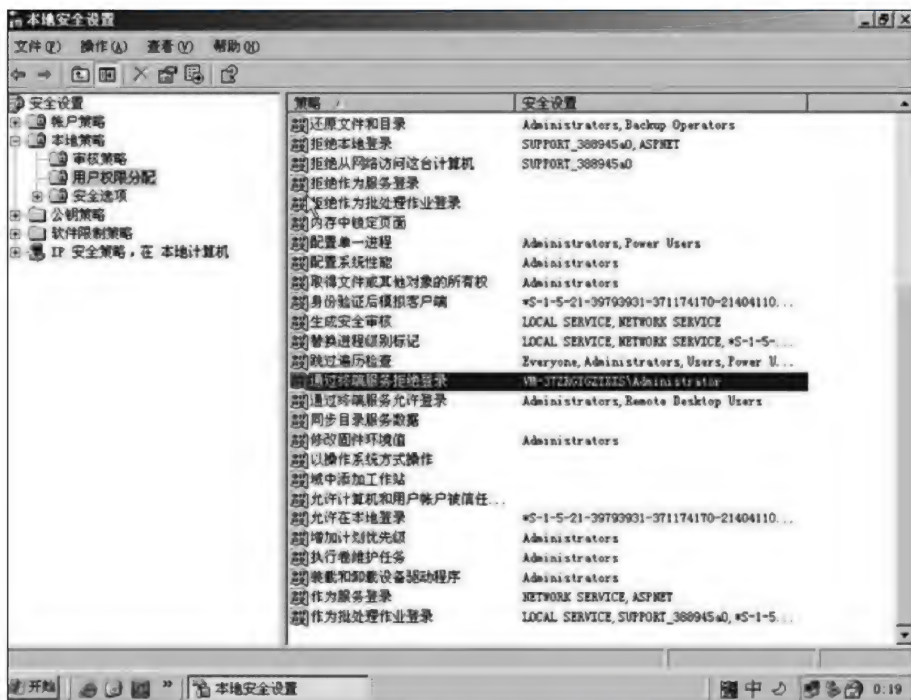 本地安全设置
文件(F) 操作(A) 查看(V) 帮助(H)
安全设置
帐户策略
本地策略
审核策略
用户权限分配
安全选项
公钥策略
软件限制策略
IP 安全策略，在 本地计算机
策略 安全设置
还原文件和目录 Administrators,Backup Operators
拒绝本地登录 SUPPORT_388945a0,ASPNET
拒绝从网络访问这台计算机 SUPPORT_388945a0
拒绝作为服务登录
拒绝作为批处理作业登录
内存中锁定页面
配置单一进程 Administrators,Power Users
配置系统性能 Administrators
取得文件或其他对象的所有权 Administrators
身份验证后模拟客户端 *S-1-5-21-39793931-371174170-21404110...
生成安全审核 LOCAL SERVICE,NETWORK SERVICE
替换进程级别标记 LOCAL SERVICE,NETWORK SERVICE,*S-1-5-...
跳过遍历检查 Everyone,Administrators,Users,Power U...
通过终端服务拒绝登录
通过终端服务允许登录 Administrators,Remote Desktop Users
同步目录服务数据
修改固件环境值 Administrators
以操作系统方式操作
域中添加工作站
允许计算机和用户帐户被信任...
允许在本地登录 *S-1-5-21-39793931-371174170-21404110...
增加计划优先级 Administrators
执行卷维护任务 Administrators
装载和卸载设备驱动程序 Administrators
作为服务登录 NETWORK SERVICE,ASPNET
作为批处理作业登录 LOCAL SERVICE,SUPPORT_388945a0,*S-1-5...
开始 » 本地安全设置 中 0:19